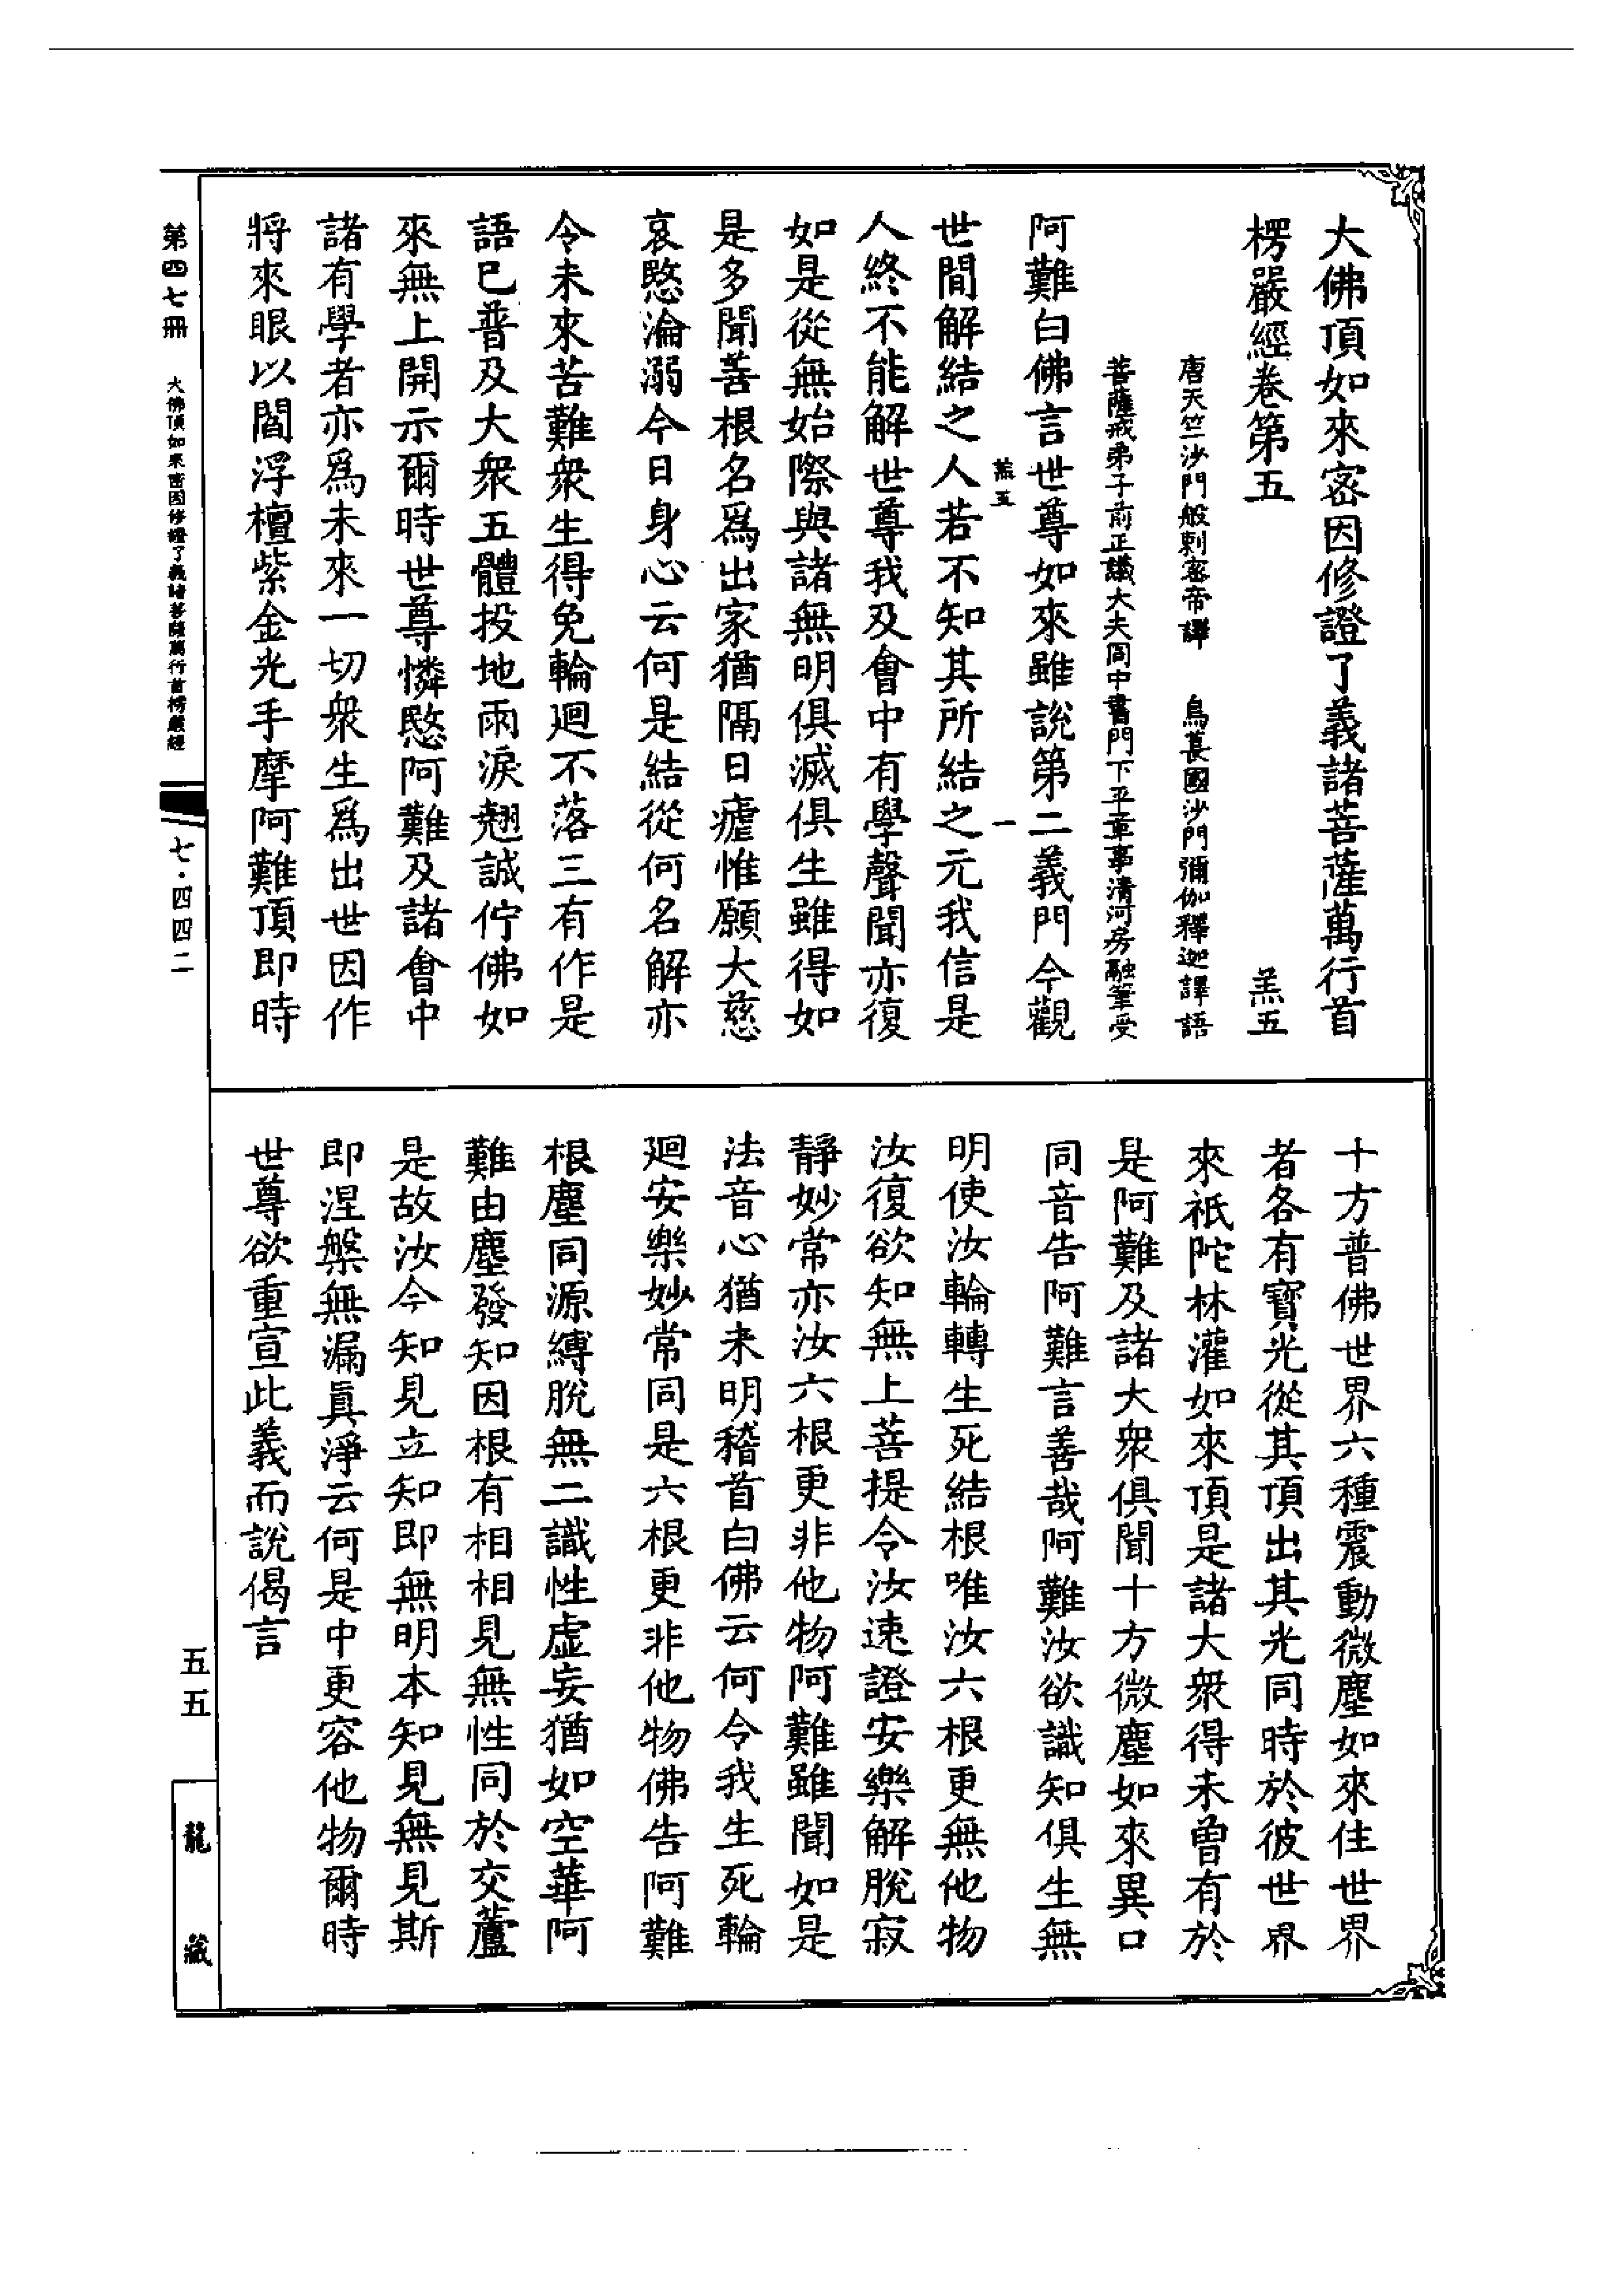 大佛頂如來密因修證了義諸菩薩萬行首
楞嚴經卷第五　羔五
唐天竺沙門般剌密帝譯　烏萇國沙門彌伽釋迦譯語
菩薩戒弟子前正議大夫同中書門下平章事清河房融筆受
阿難白佛言世尊如來雖說第二義門今觀
羔五　一
世間解結之人若不知其所結之元我信是
人終不能解世尊我及會中有學聲聞亦復
如是從無始際與諸無明俱滅俱生雖得如
是多聞善根名爲出家猶隔日瘧惟願大慈
哀愍淪溺今日身心云何是結從何名解亦
令未來苦難衆生得免輪迴不落三有作是
語已普及大衆五體投地雨淚翹誠佇佛如
來無上開示爾時世尊憐愍阿難及諸會中
諸有學者亦爲未來一切衆生爲出世因作
將來眼以閻浮檀紫金光手摩阿難頂即時
十方普佛世界六種震動微塵如來住世界
者各有寶光從其頂出其光同時於彼世界
來祇陀林灌如來頂是諸大衆得未曾有於
是阿難及諸大衆俱聞十方微塵如來異口
同音告阿難言善哉阿難汝欲識知俱生無
明使汝輪轉生死結根唯汝六根更無他物
汝復欲知無上菩提令汝速證安樂解脫寂
靜妙常亦汝六根更非他物阿難雖聞如是
法音心猶未明稽首白佛云何令我生死輪
迴安樂妙常同是六根更非他物佛告阿難
根塵同源縛脫無二識性虛妄猶如空華阿
難由塵發知因根有相相見無性同於交蘆
是故汝今知見立知即無明本知見無見斯
即涅槃無漏眞淨云何是中更容他物爾時
世尊欲重宣此義而說偈言
第四七冊　大佛頂如來密因修證了義諸菩薩萬行首楞嚴經
七·四四二
五五
龍藏